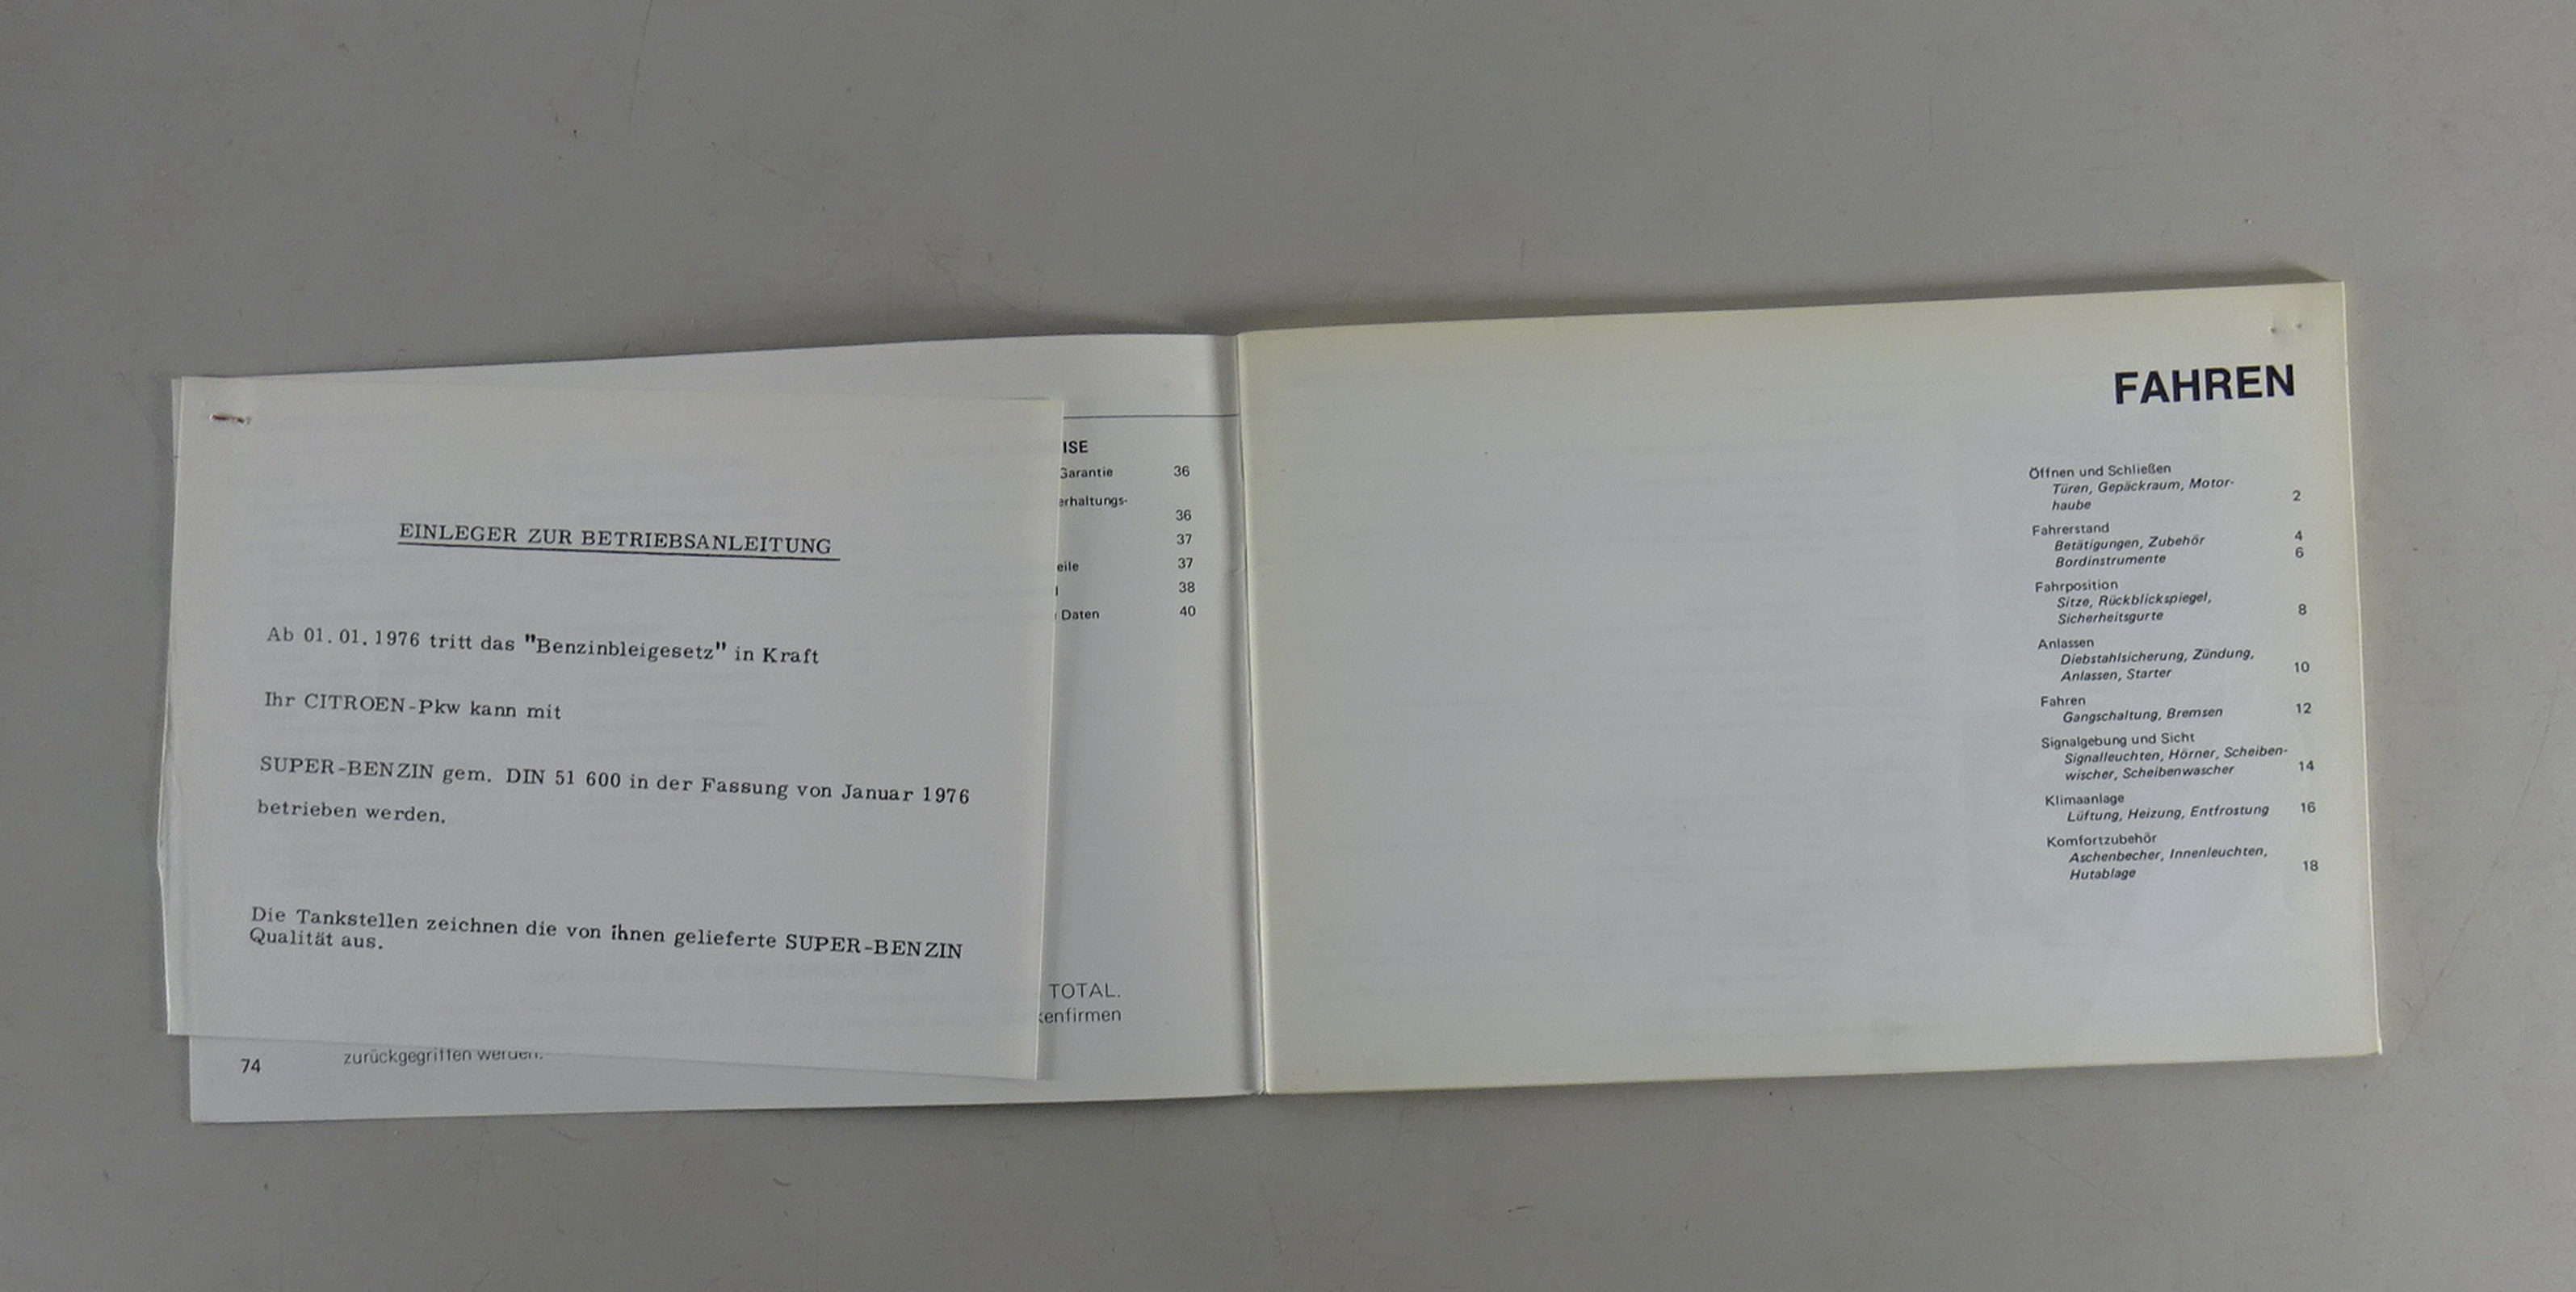 EINLEGER ZUR BETRIEBSANLEITUNG
Ab 01.01.1976 tritt das "Benzinbleigesetz" in Kraft
Ihr CITROEN-Pkw kann mit
SUPER-BENZIN gem. DIN 51 600 in der Fassung von Januar 1976
betrieben werden.
Die Tankstellen zeichnen die von ihnen gelieferte SUPER-BENZIN
Qualität aus.
ISE
Garantie 36
erhaltungs-
36
37
eile 37
38
Daten 40
TOTAL.
kenfirmen
zurückgegriffen werden.
74
FAHREN
Öffnen und Schließen
Türen, Gepäckraum, Motor-
haube 2
Fahrerstand
Betätigungen, Zubehör 4
Bordinstrumente 6
Fahrposition
Sitze, Rückblickspiegel,
Sicherheitsgurte 8
Anlassen
Diebstahlsicherung, Zündung,
Anlassen, Starter 10
Fahren
Gangschaltung, Bremsen 12
Signalgebung und Sicht
Signalleuchten, Hörner, Scheiben-
wischer, Scheibenwascher 14
Klimaanlage
Lüftung, Heizung, Entfrostung 16
Komfortzubehör
Aschenbecher, Innenleuchten,
Hutablage 18